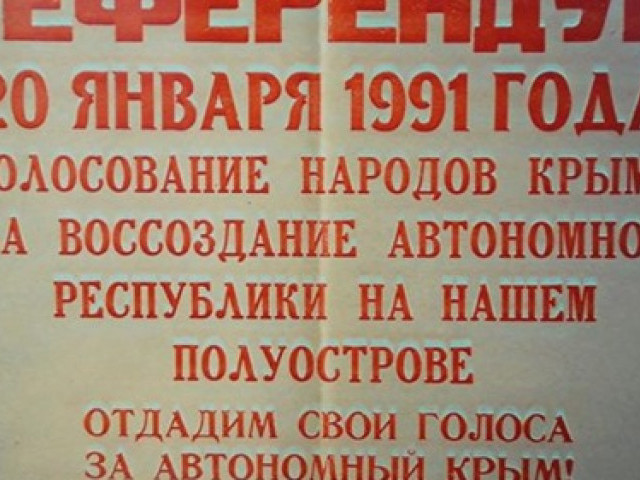 ЕФЕРЕНДУ
20 ЯНВАРЯ 1991 ГОДА
ОЛОСОВАНИЕ НАРОДОВ КРЫМ
А ВОССОЗДАНИЕ АВТОНОМНО
РЕСПУБЛИКИ НА НАШЕМ
ПОЛУОСТРОВЕ
ОТДАДИМ СВОИ ГОЛОСА
ЗА АВТОНОМНЫЙ КРЫМ!